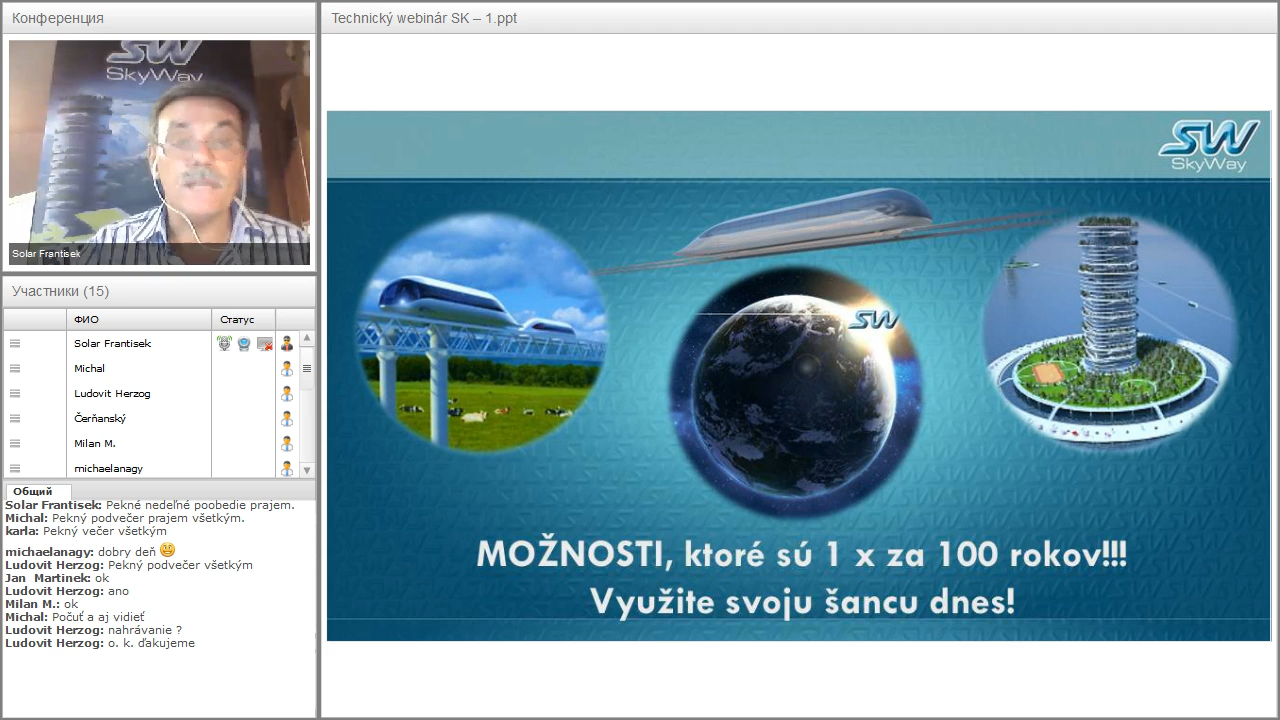 Конференция
SW
SkyWay
Solar Frantisek
Участники (15)
ФИО
Статус
Solar Frantisek
Michal
Ludovit Herzog
Čerňanský
Milan M.
michaelanagy
Общий
Solar Frantisek: Pekné nedeľné poobedie prajem.
Michal: Pekný podvečer prajem všetkým.
karla: Pekný večer všetkým
michaelanagy: dobry deň
Ludovit Herzog: Pekný podvečer všetkým
Jan Martinek: ok
Ludovit Herzog: ano
Milan M.: ok
Michal: Počuť a aj vidieť
Ludovit Herzog: nahrávanie ?
Ludovit Herzog: o. k. ďakujeme
Technický webinár SK – 1.ppt
SW
SkyWay
SW
MOŽNOSTI, ktoré sú 1 x za 100 rokov!!!
Využite svoju šancu dnes!